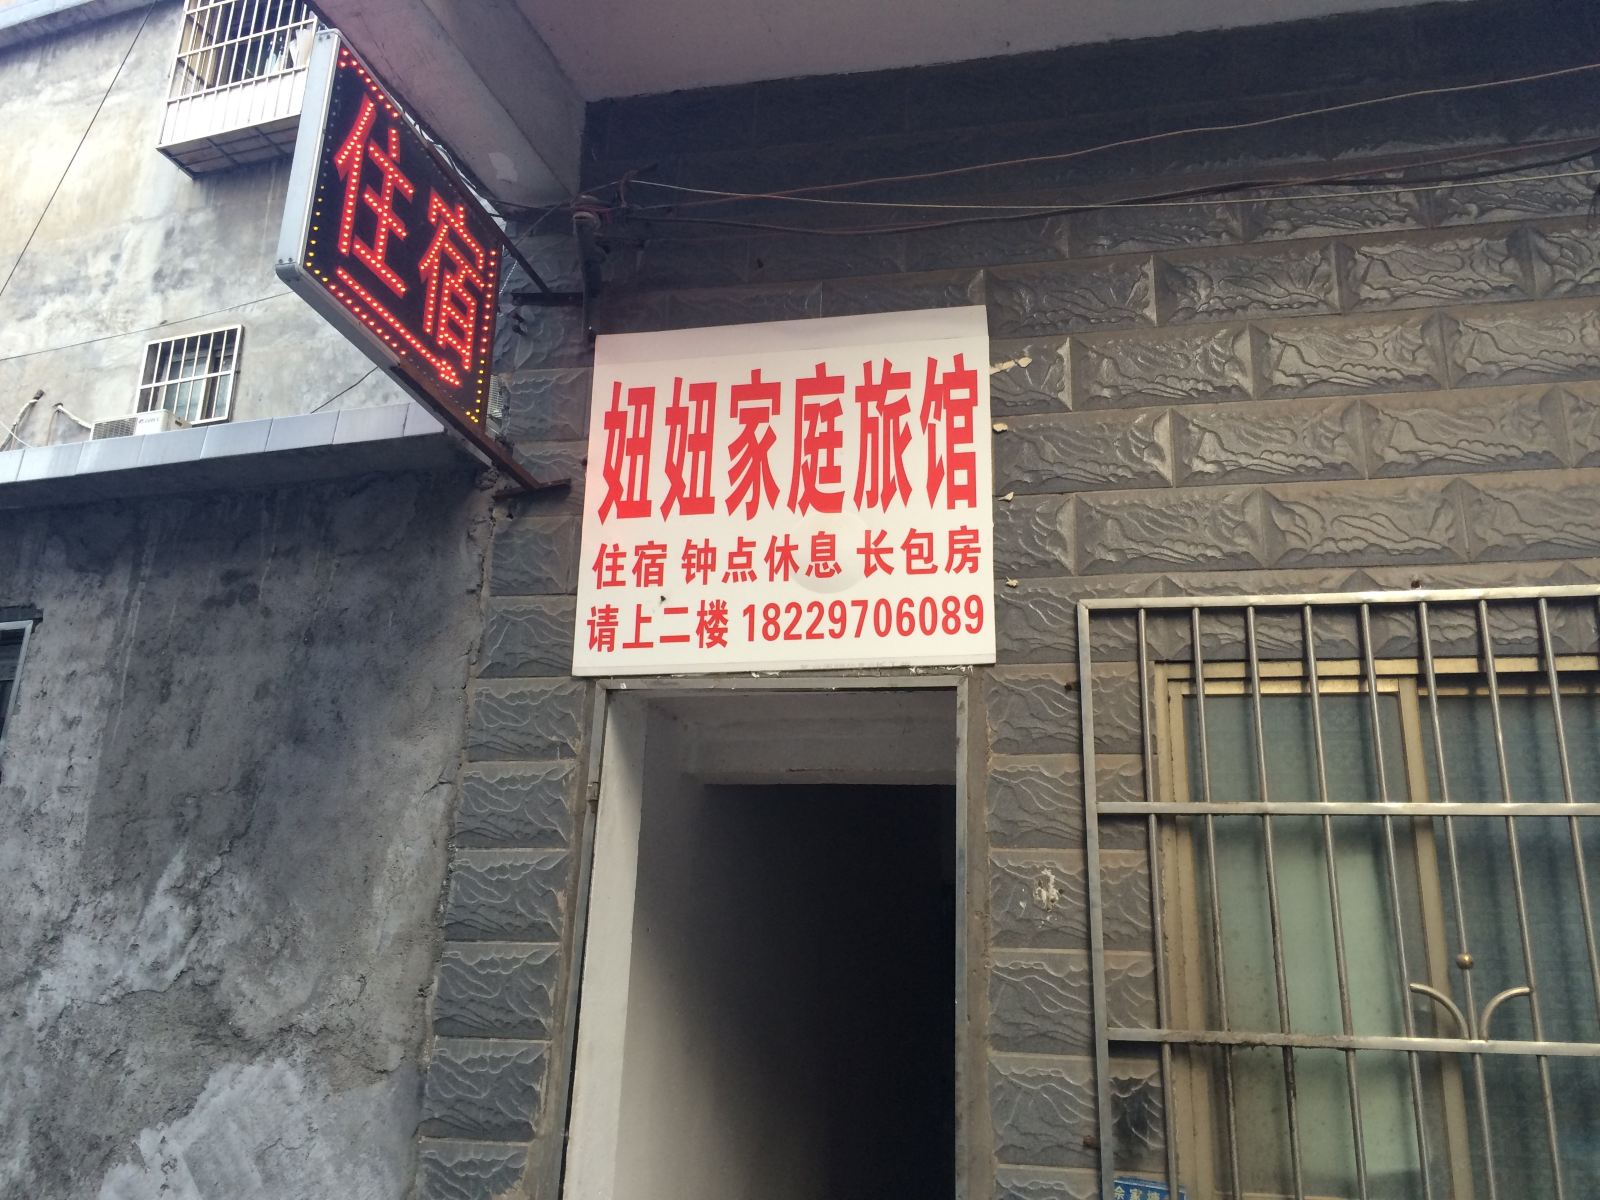 住宿
妞妞家庭旅馆
住宿 钟点休息 长包房
请上二楼 18229706089